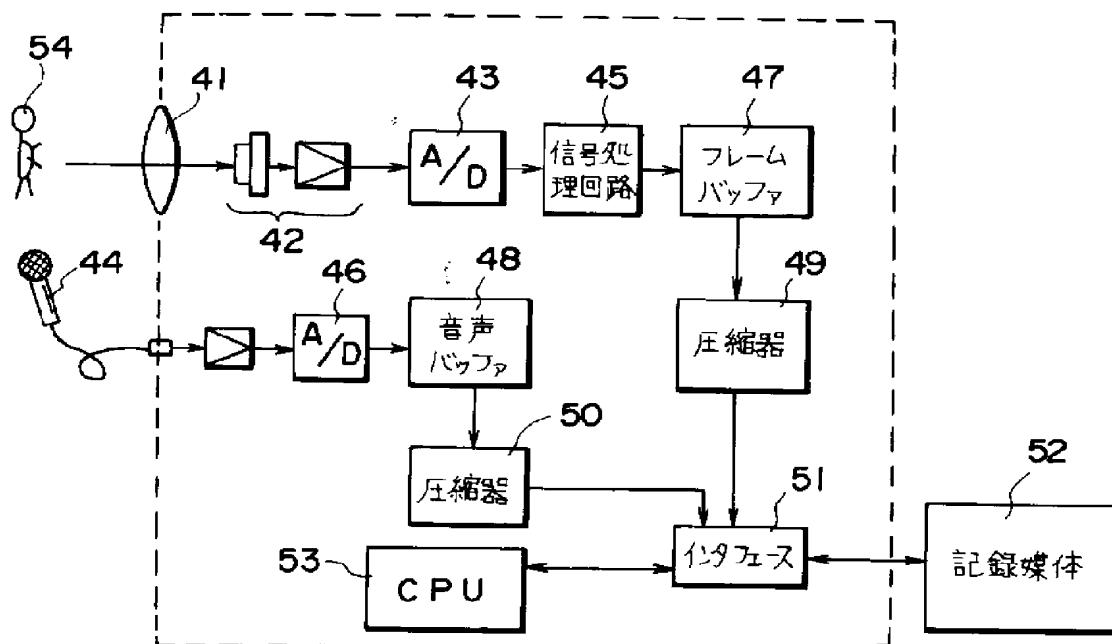 54
41
43
A/D
45
信号処
理回路
47
フレーム
バッファ
42
44
46
A/D
48
音声
バッファ
49
圧縮器
50
圧縮器
51
インタフェース
52
記録媒体
53
CPU